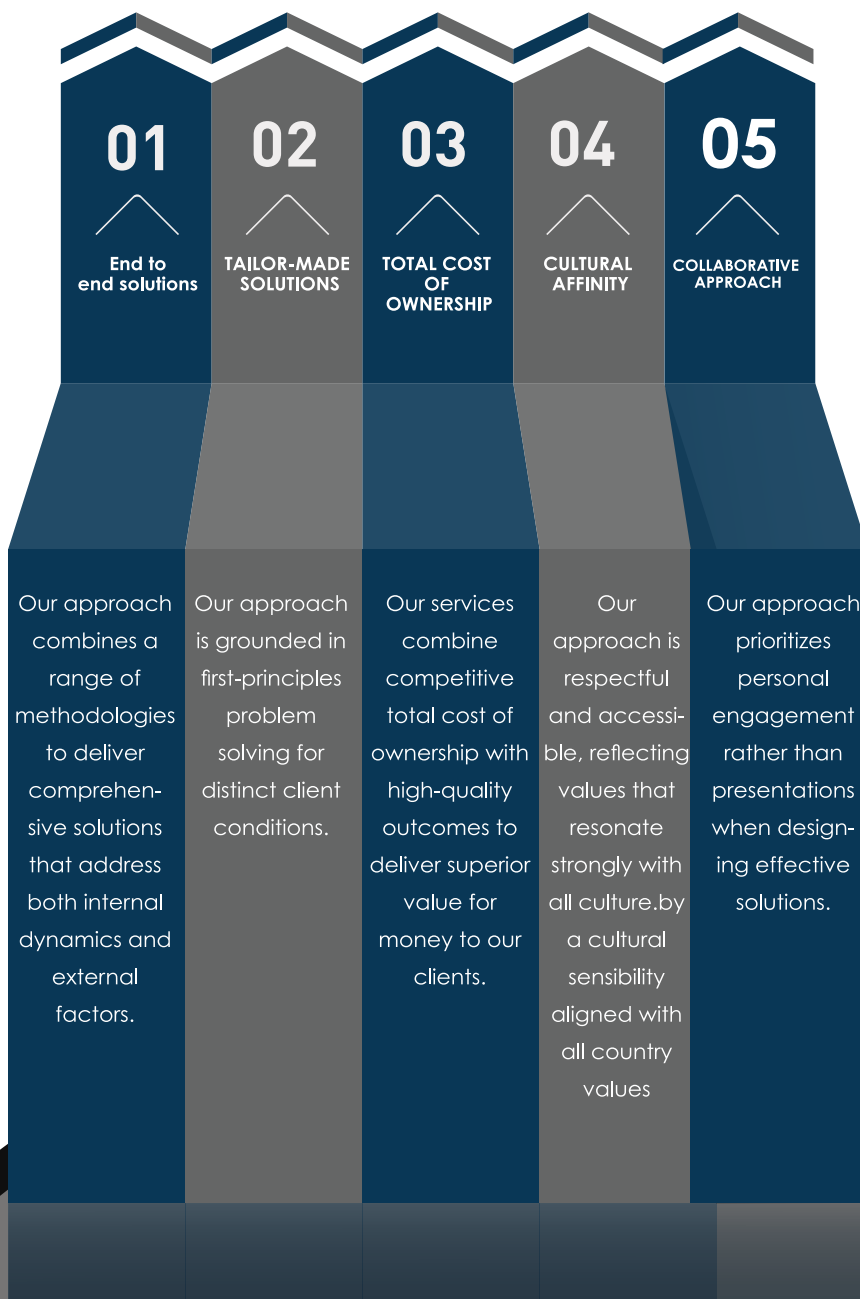 01
End to
end solutions
02
TAILOR-MADE
SOLUTIONS
03
TOTAL COST
OF
OWNERSHIP
04
CULTURAL
AFFINITY
05
COLLABORATIVE
APPROACH
Our approach
combines a
range of
methodologies
to deliver
comprehen-
sive solutions
that address
both internal
dynamics and
external
factors.
Our approach
is grounded in
first-principles
problem
solving for
distinct client
conditions.
Our services
combine
competitive
total cost of
ownership with
high-quality
outcomes to
deliver superior
value for
money to our
clients.
Our
approach is
respectful
and accessi-
ble, reflecting
values that
resonate
strongly with
all culture.by
a cultural
sensibility
aligned with
all country
values
Our approach
prioritizes
personal
engagement
rather than
presentations
when design-
ing effective
solutions.